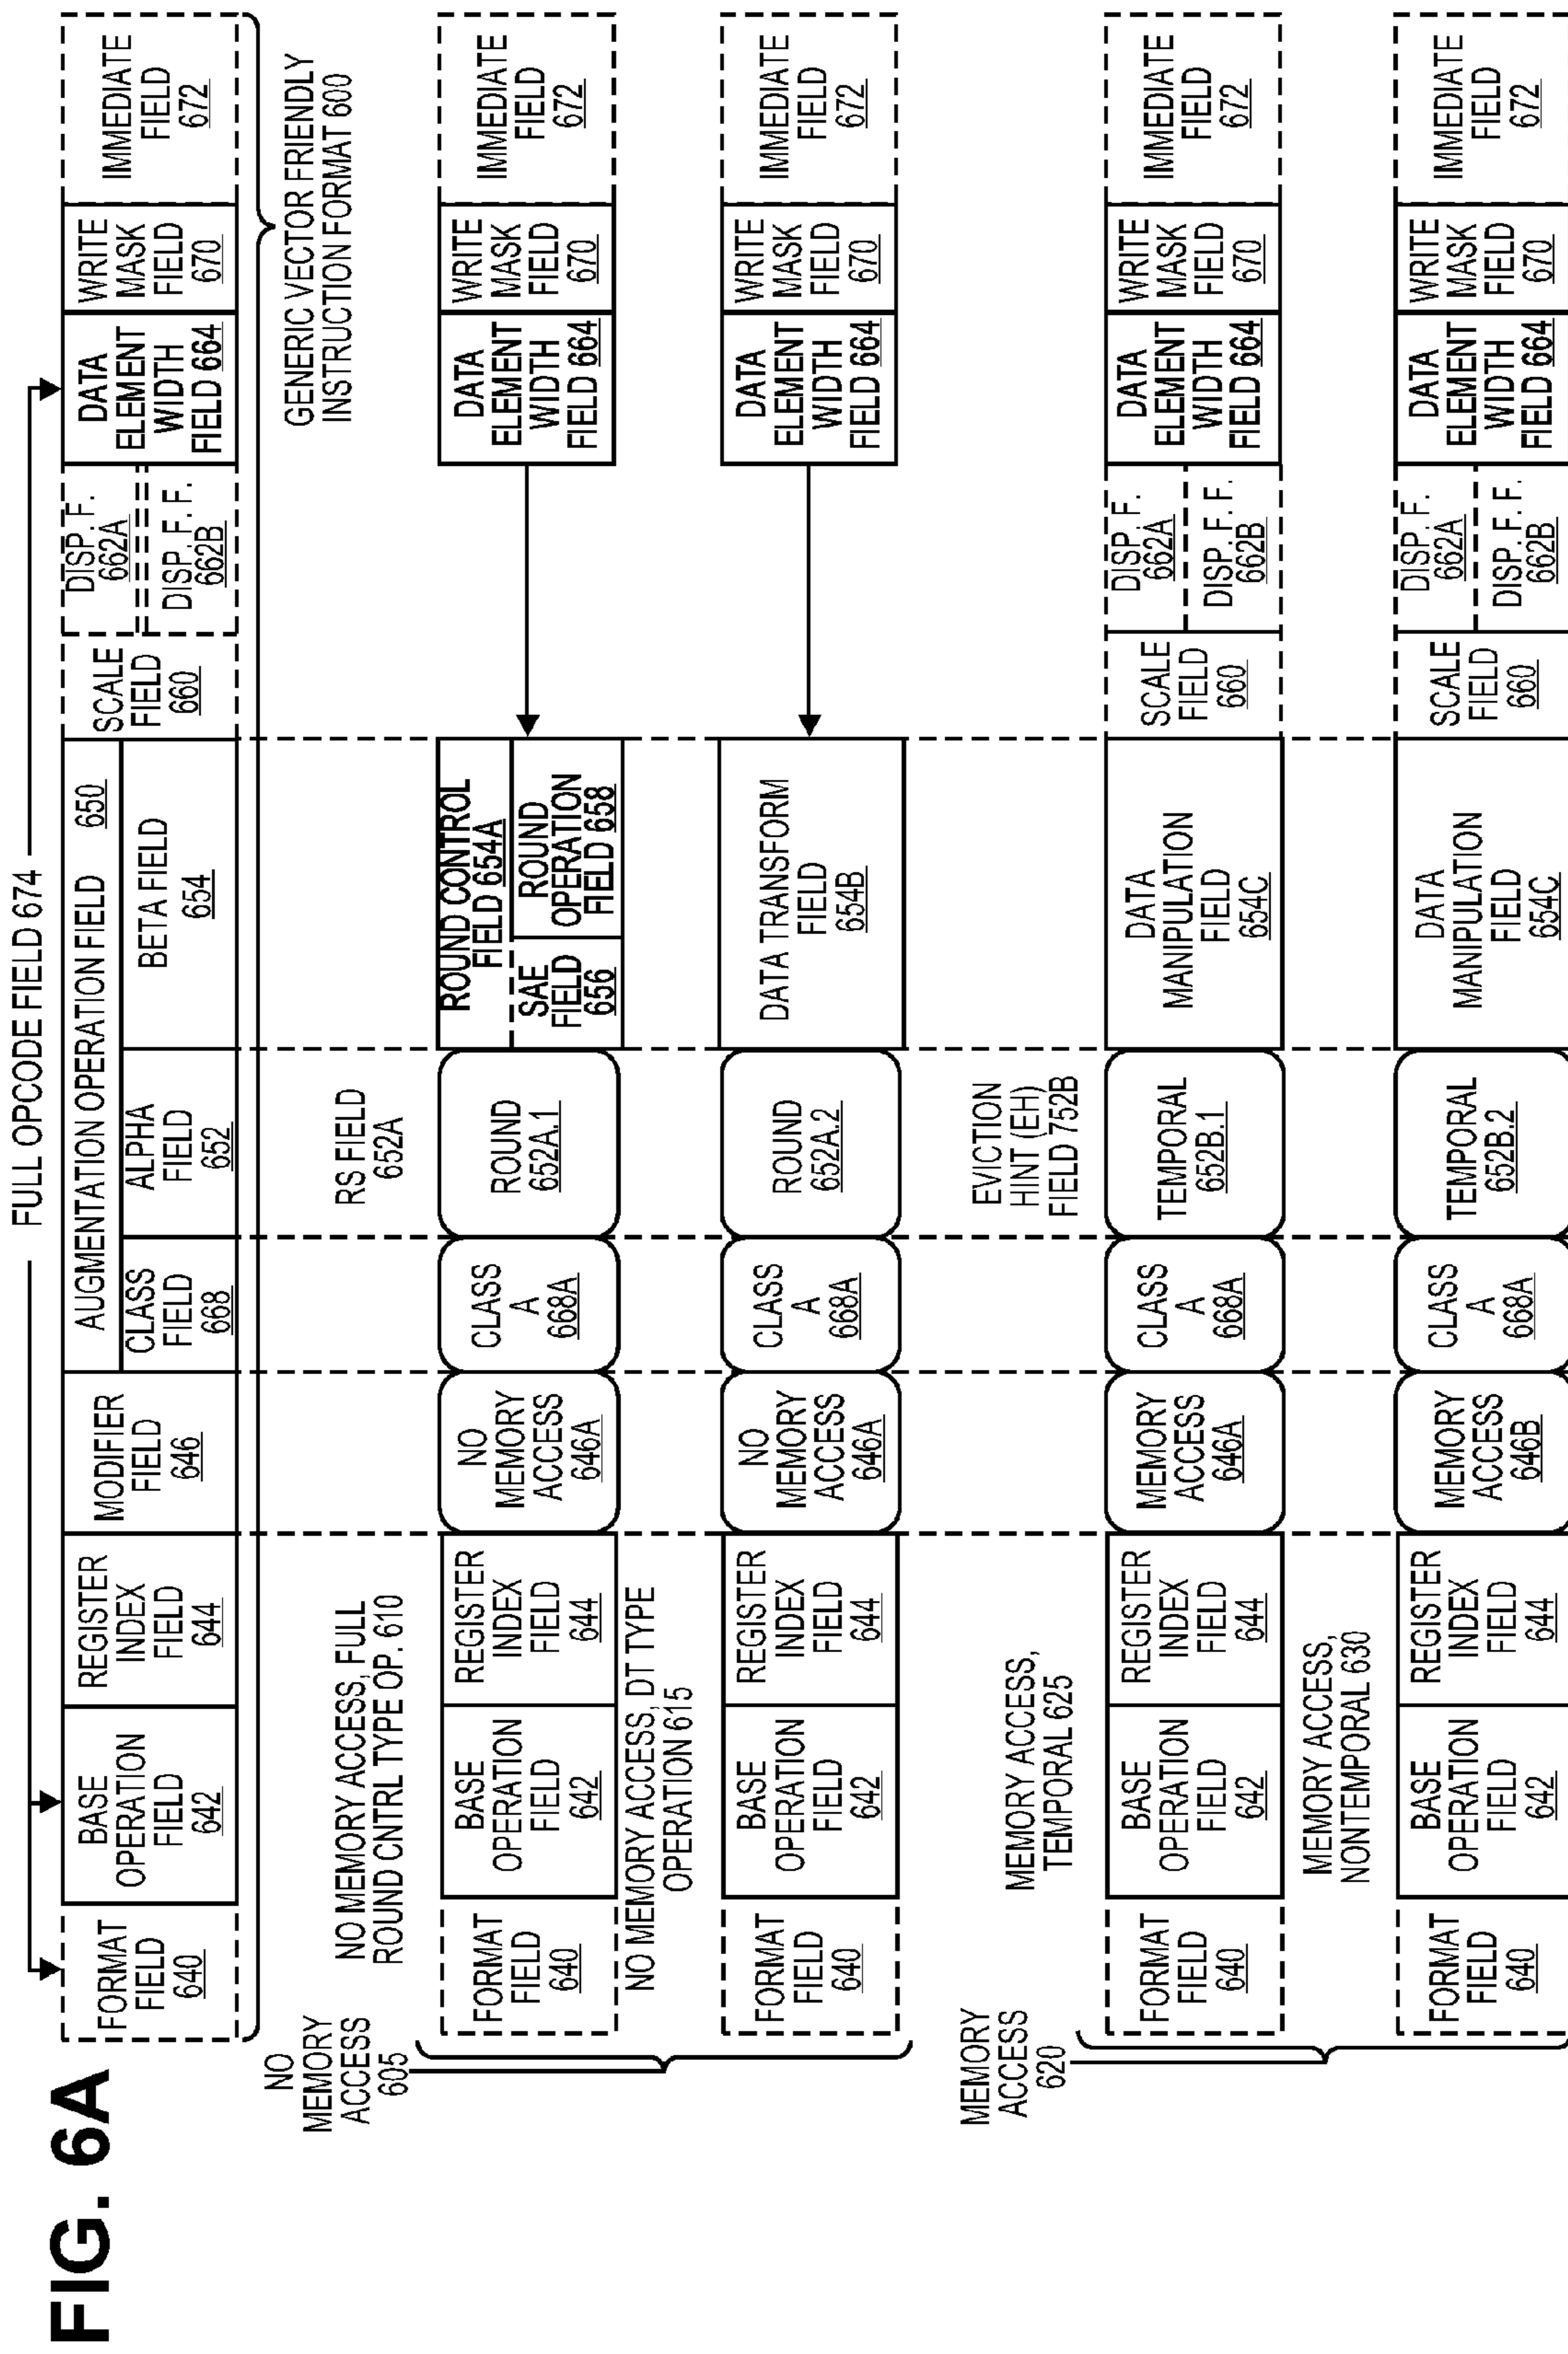 FIG. 6A
FULL OPCODE FIELD 674
FORMAT
FIELD
640
BASE
OPERATION
FIELD
642
REGISTER
INDEX
FIELD
644
MODIFIER
FIELD
646
AUGMENTATION OPERATION FIELD 650
CLASS
FIELD
668
ALPHA
FIELD
652
BETA FIELD
654
SCALE
FIELD
660
DISP. F.
662A
DISP. F. F.
662B
DATA
ELEMENT
WIDTH
FIELD 664
WRITE
MASK
FIELD
670
IMMEDIATE
FIELD
672
GENERIC VECTOR FRIENDLY
INSTRUCTION FORMAT 600
NO
MEMORY
ACCESS
605
NO MEMORY ACCESS, FULL
ROUND CNTRL TYPE OP. 610
RS FIELD
652A
FORMAT
FIELD
640
BASE
OPERATION
FIELD
642
REGISTER
INDEX
FIELD
644
NO
MEMORY
ACCESS
646A
CLASS
A
668A
ROUND
652A.1
ROUND CONTROL
FIELD 654A
SAE
FIELD
656
ROUND
OPERATION
FIELD 658
DATA
ELEMENT
WIDTH
FIELD 664
WRITE
MASK
FIELD
670
IMMEDIATE
FIELD
672
NO MEMORY ACCESS, DT TYPE
OPERATION 615
FORMAT
FIELD
640
BASE
OPERATION
FIELD
642
REGISTER
INDEX
FIELD
644
NO
MEMORY
ACCESS
646A
CLASS
A
668A
ROUND
652A.2
DATA TRANSFORM
FIELD
654B
DATA
ELEMENT
WIDTH
FIELD 664
WRITE
MASK
FIELD
670
IMMEDIATE
FIELD
672
MEMORY
ACCESS
620
MEMORY ACCESS,
TEMPORAL 625
EVICTION
HINT (EH)
FIELD 752B
FORMAT
FIELD
640
BASE
OPERATION
FIELD
642
REGISTER
INDEX
FIELD
644
MEMORY
ACCESS
646A
CLASS
A
668A
TEMPORAL
652B.1
DATA
MANIPULATION
FIELD
654C
SCALE
FIELD
660
DISP. F.
662A
DISP. F. F.
662B
DATA
ELEMENT
WIDTH
FIELD 664
WRITE
MASK
FIELD
670
IMMEDIATE
FIELD
672
MEMORY ACCESS,
NONTEMPORAL 630
FORMAT
FIELD
640
BASE
OPERATION
FIELD
642
REGISTER
INDEX
FIELD
644
MEMORY
ACCESS
646B
CLASS
A
668A
TEMPORAL
652B.2
DATA
MANIPULATION
FIELD
654C
SCALE
FIELD
660
DISP. F.
662A
DISP. F. F.
662B
DATA
ELEMENT
WIDTH
FIELD 664
WRITE
MASK
FIELD
670
IMMEDIATE
FIELD
672